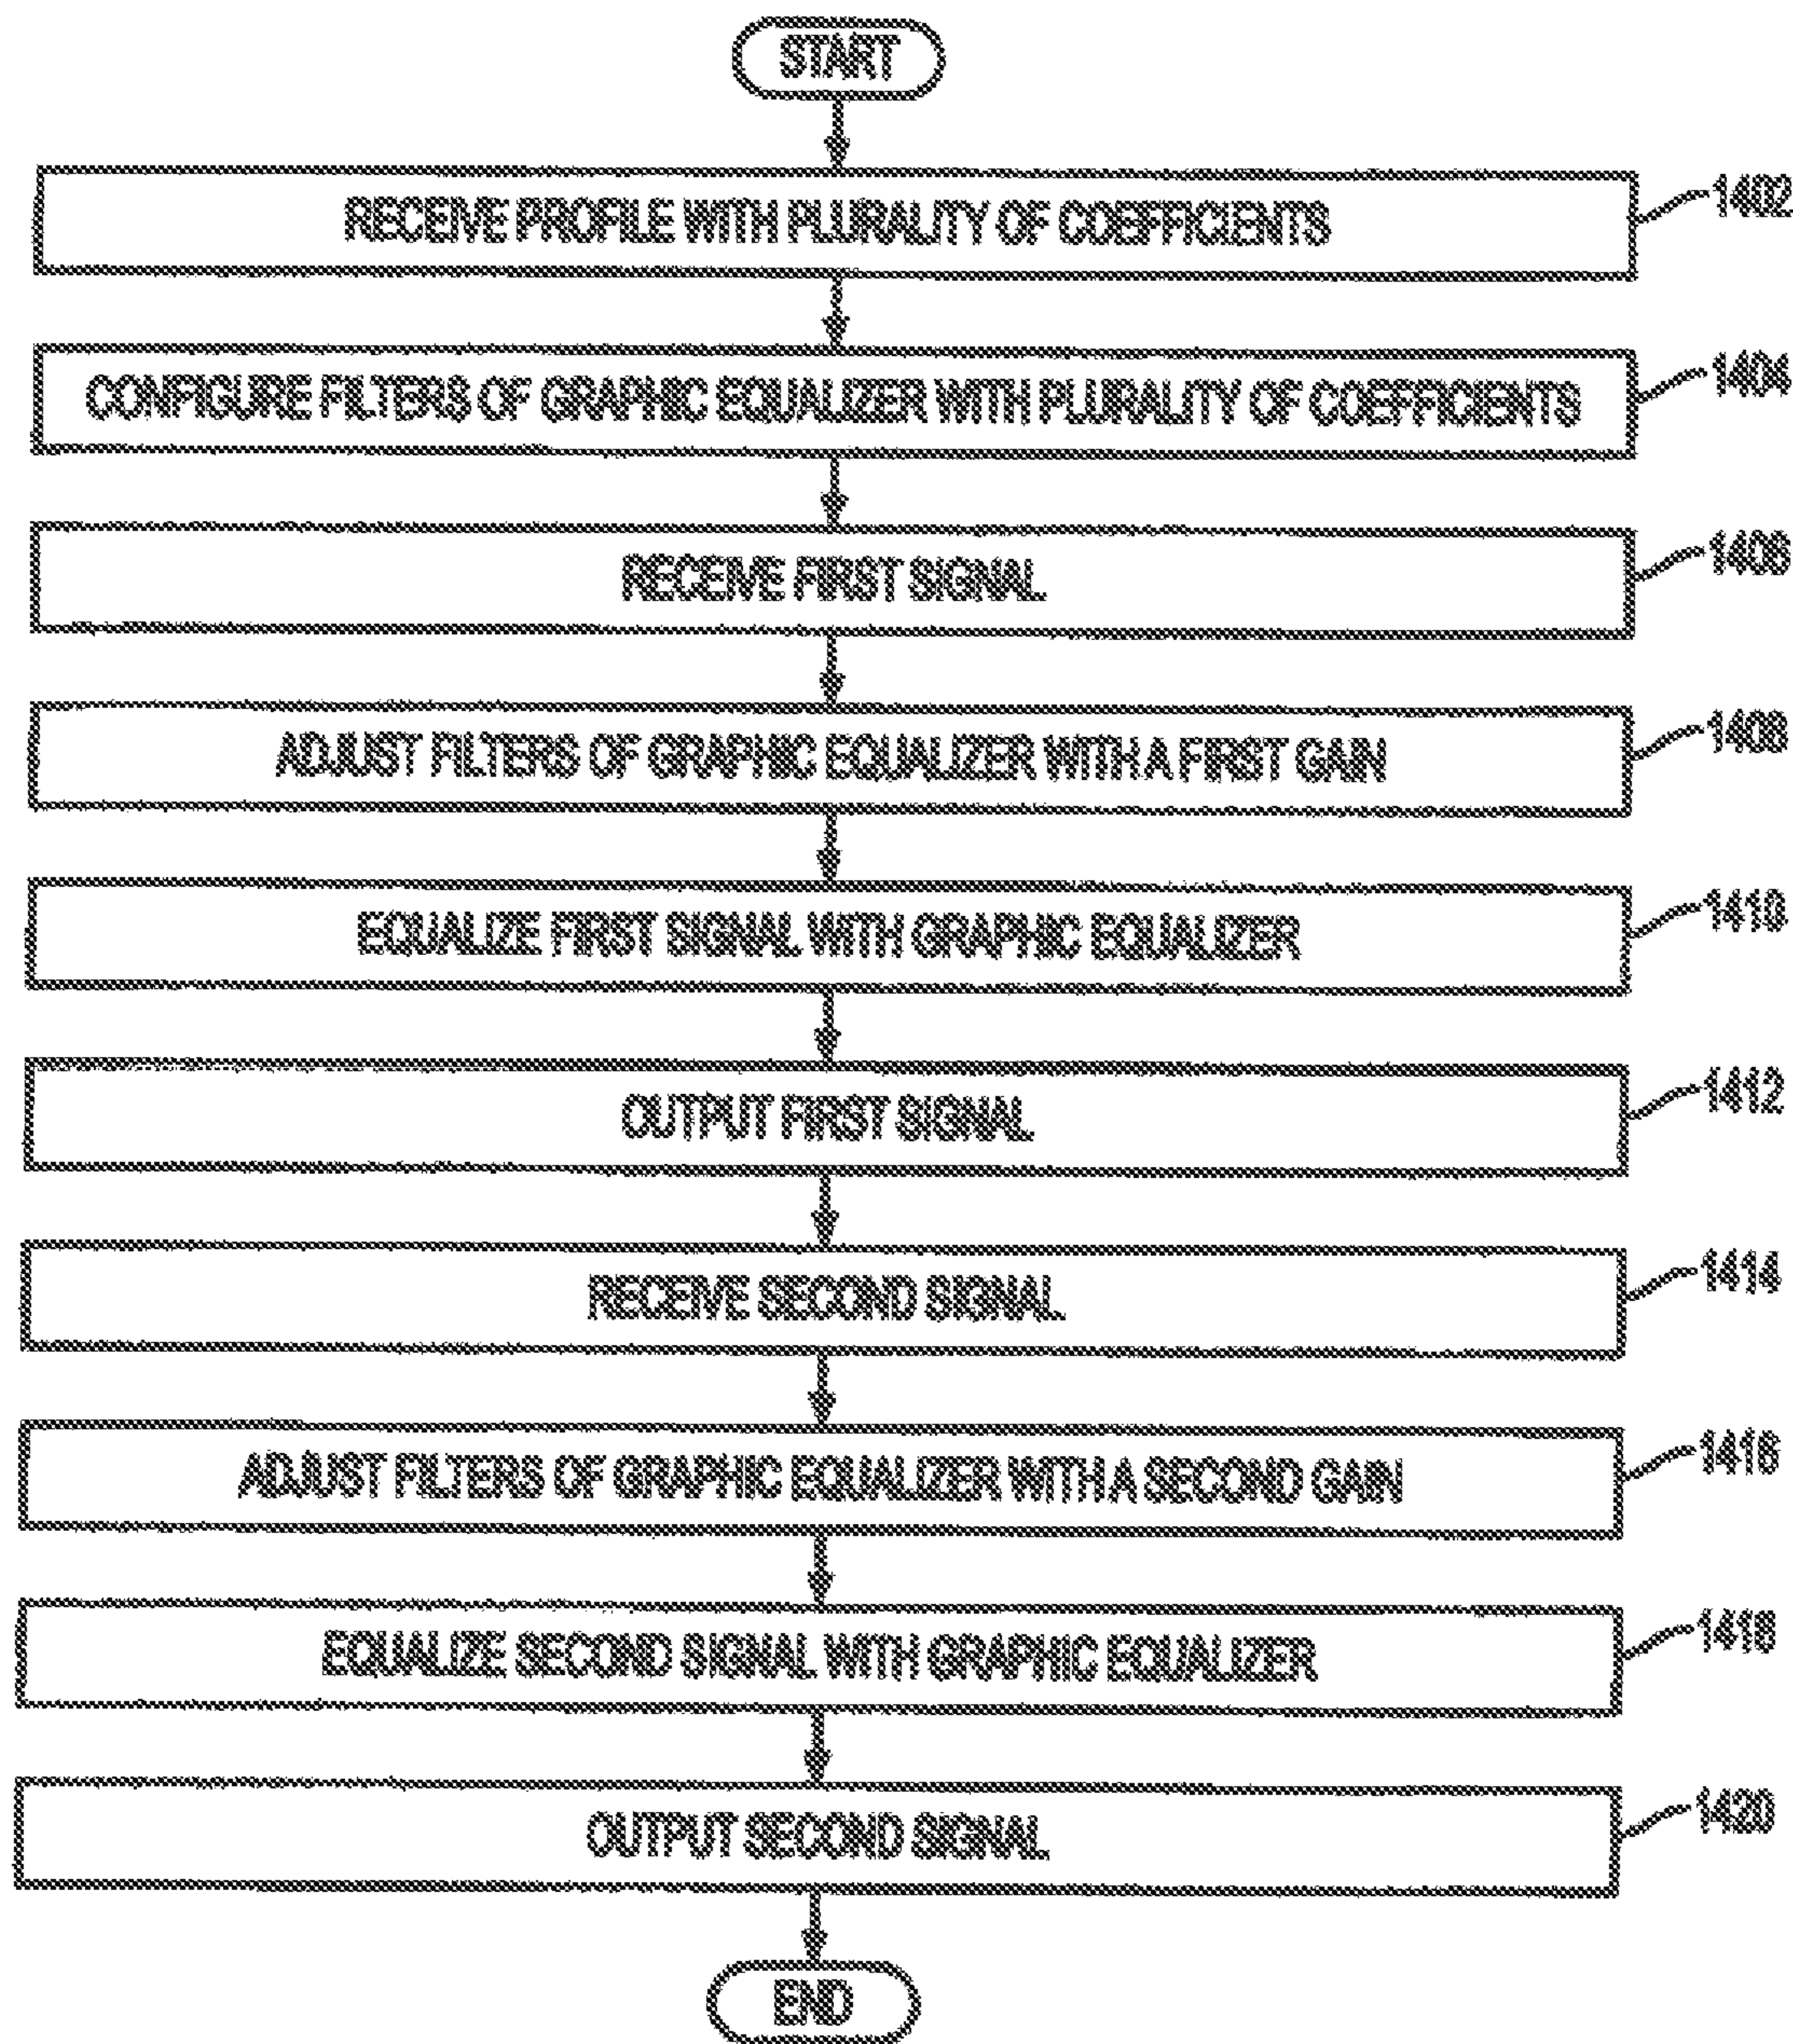 START
RECEIVE PROFILE WITH PLURALITY OF COEFFICIENTS
1402
CONFIGURE FILTERS OF GRAPHIC EQUALIZER WITH PLURALITY OF COEFFICIENTS
1404
RECEIVE FIRST SIGNAL
1406
ADJUST FILTERS OF GRAPHIC EQUALIZER WITH A FIRST GAIN
1408
EQUALIZE FIRST SIGNAL WITH GRAPHIC EQUALIZER
1410
OUTPUT FIRST SIGNAL
1412
RECEIVE SECOND SIGNAL
1414
ADJUST FILTERS OF GRAPHIC EQUALIZER WITH A SECOND GAIN
1416
EQUALIZE SECOND SIGNAL WITH GRAPHIC EQUALIZER
1418
OUTPUT SECOND SIGNAL
1420
END